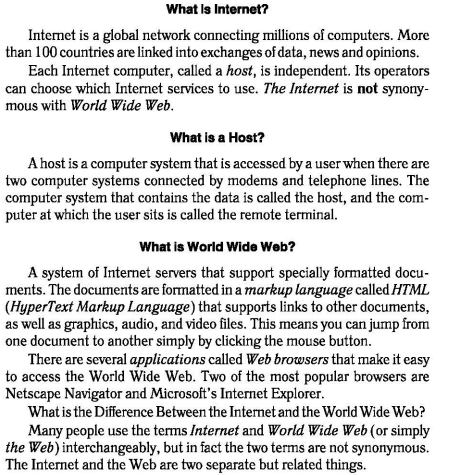 What is Internet?
Internet is a global network connecting millions of computers. More
than 100 countries are linked into exchanges of data, news and opinions.
Each Internet computer, called a host, is independent. Its operators
can choose which Internet services to use. The Internet is not synony-
mous with World Wide Web.
What is a Host?
A host is a computer system that is accessed by a user when there are
two computer systems connected by modems and telephone lines. The
computer system that contains the data is called the host, and the com-
puter at which the user sits is called the remote terminal.
What is World Wide Web?
A system of Internet servers that support specially formatted docu-
ments. The documents are formatted in a markup language called HTML
(HyperText Markup Language) that supports links to other documents,
as well as graphics, audio, and video files. This means you can jump from
one document to another simply by clicking the mouse button.
There are several applications called Web browsers that make it easy
to access the World Wide Web. Two of the most popular browsers are
Netscape Navigator and Microsoft's Internet Explorer.
What is the Difference Between the Internet and the World Wide Web?
Many people use the terms Internet and World Wide Web (or simply
the Web) interchangeably, but in fact the two terms are not synonymous.
The Internet and the Web are two separate but related things.